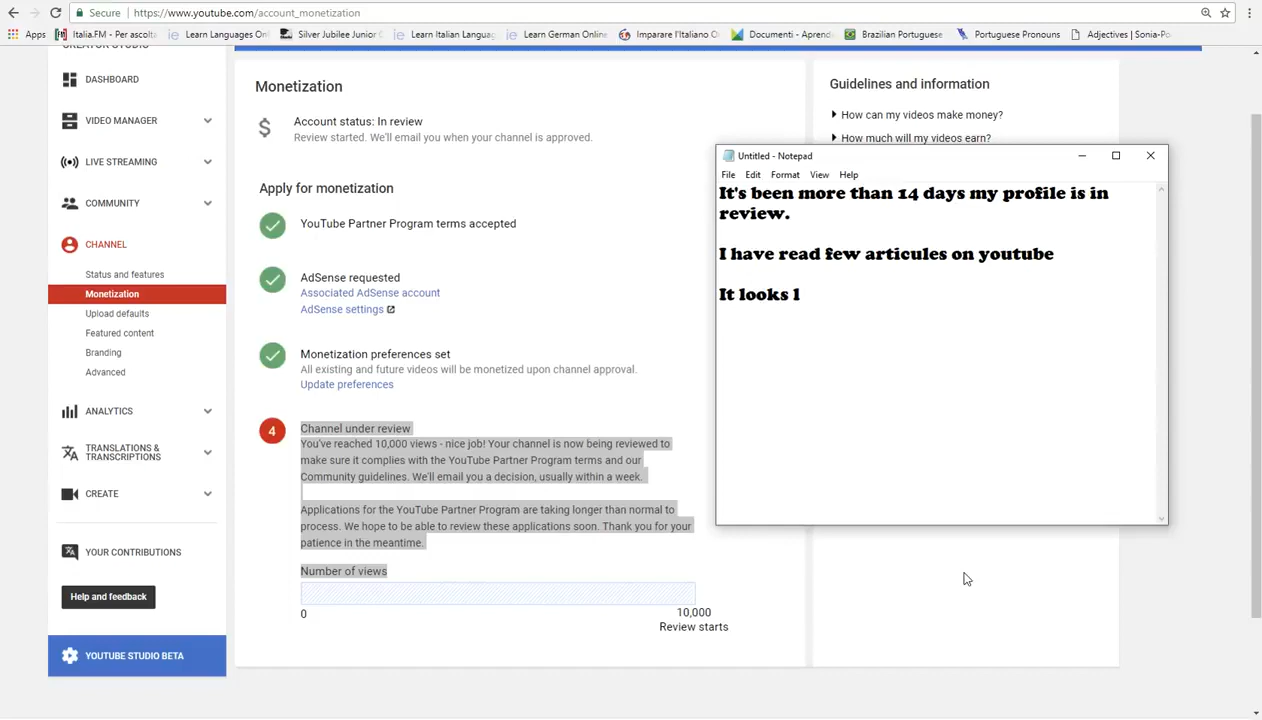 Secure https://www.youtube.com/account_monetization
Apps Italia.FM - Per ascolta Learn Languages On Silver Jubilee Junior C Learn Italian Langua Learn German Online Imparare l'Italiano O Documenti - Aprend Brazilian Portuguese Portuguese Pronouns Adjectives | Sonia-Po
CREATOR STUDIO
DASHBOARD
VIDEO MANAGER
LIVE STREAMING
COMMUNITY
CHANNEL
Status and features
Monetization
Upload defaults
Featured content
Branding
Advanced
ANALYTICS
TRANSLATIONS &
TRANSCRIPTIONS
CREATE
YOUR CONTRIBUTIONS
Help and feedback
YOUTUBE STUDIO BETA
Monetization
Account status: In review
Review started. We'll email you when your channel is approved.
Apply for monetization
YouTube Partner Program terms accepted
AdSense requested
Associated AdSense account
AdSense settings
Monetization preferences set
All existing and future videos will be monetized upon channel approval.
Update preferences
4
Channel under review
You've reached 10,000 views - nice job! Your channel is now being reviewed to
make sure it complies with the YouTube Partner Program terms and our
Community guidelines. We'll email you a decision, usually within a week.
Applications for the YouTube Partner Program are taking longer than normal to
process. We hope to be able to review these applications soon. Thank you for your
patience in the meantime.
Number of views
0
10,000
Review starts
Guidelines and information
How can my videos make money?
How much will my videos earn?
Untitled - Notepad
File Edit Format View Help
It's been more than 14 days my profile is in
review.
I have read few articules on youtube
It looks l